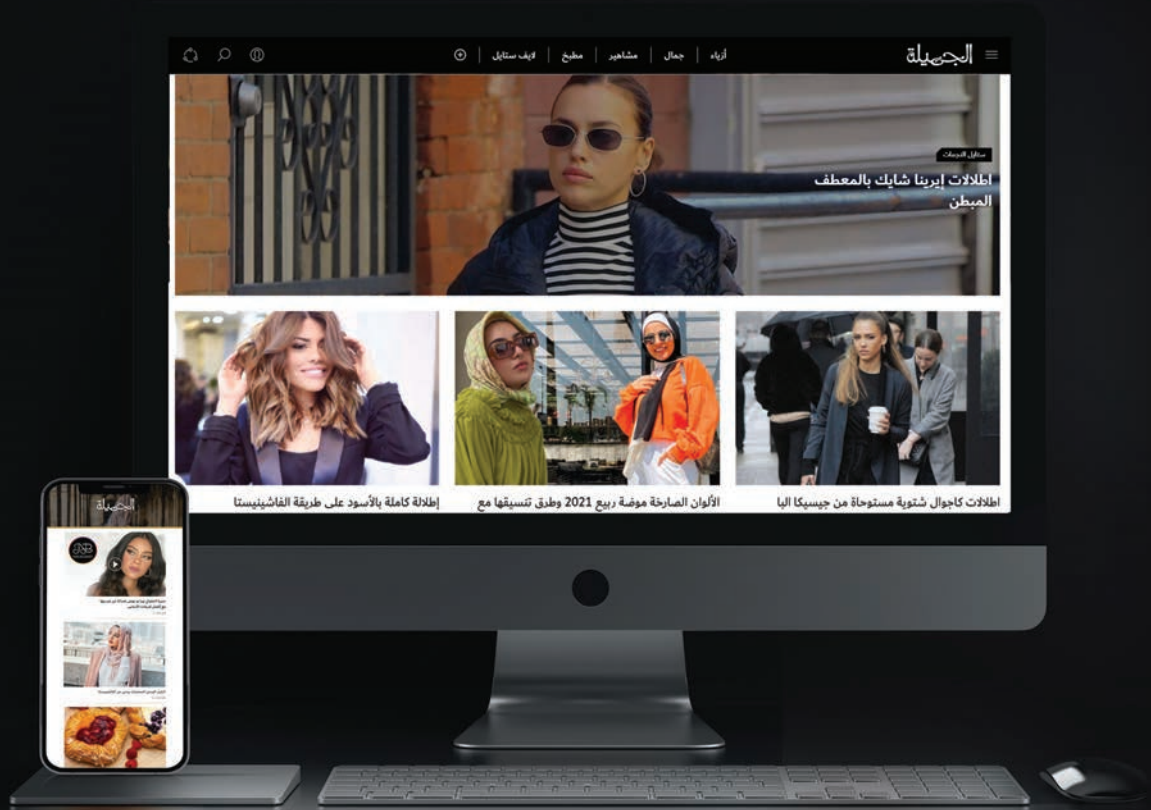 الجميلة
أزياء | جمال | مشاهير | مطبخ | لايف ستايل
ستايل النجمات
اطلالات إيرينا شايك بالمعطف
المبطن
اطلالات كاجوال شتوية مستوحاة من جيسيكا البا
الألوان الصارخة موضة ربيع 2021 وطرق تنسيقها مع
إطلالة كاملة بالأسود على طريقة الفاشينيستا
الجميلة